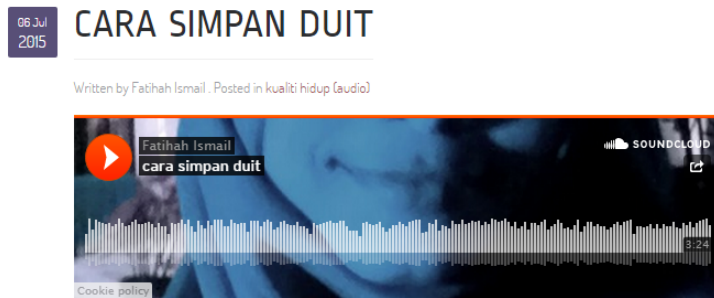 06 Jul
2015
CARA SIMPAN DUIT
Written by Fatihah Ismail . Posted in kualiti hidup (audio)
Fatihah Ismail
cara simpan duit
SOUNDCLOUD
3:24
Cookie policy